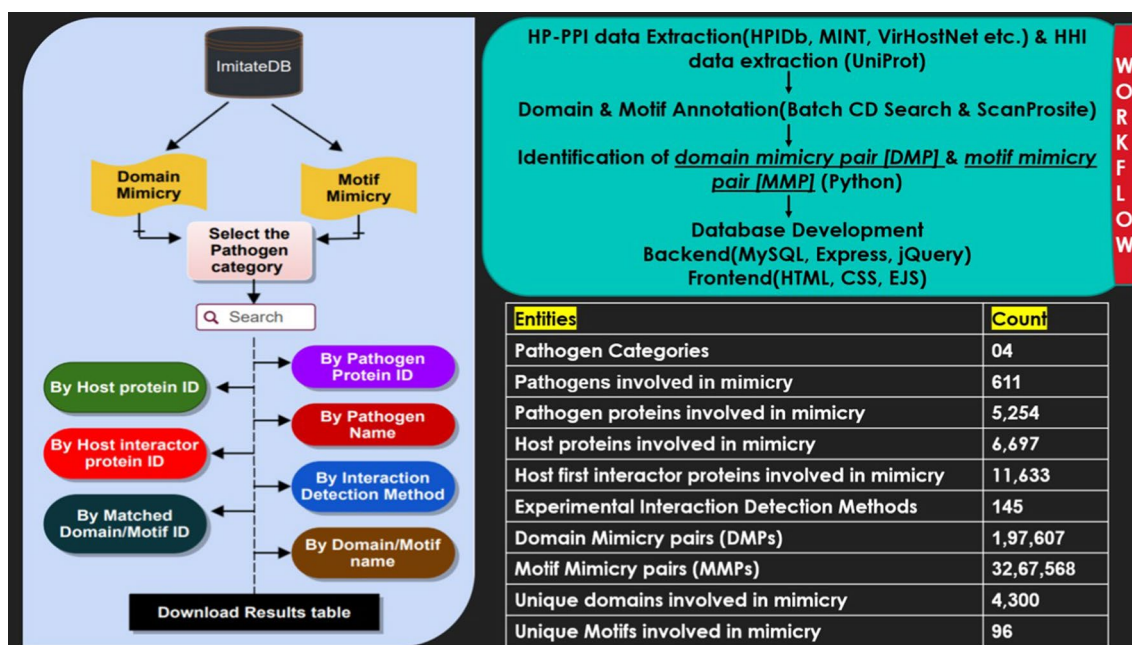 ImitateDB
Domain
Mimicry
Motif
Mimicry
Select the
Pathogen
category
Search
By Pathogen
Protein ID
By Host protein ID
By Pathogen
Name
By Host interactor
protein ID
By Interaction
Detection Method
By Matched
Domain/Motif ID
By Domain/Motif
name
Download Results table
HP-PPI data Extraction(HPIDb, MINT, VirHostNet etc.) & HHI
data extraction (UniProt)
Domain & Motif Annotation(Batch CD Search & ScanProsite)
Identification of domain mimicry pair [DMP] & motif mimicry
pair [MMP] (Python)
Database Development
Backend(MySQL, Express, jQuery)
Frontend(HTML, CSS, EJS)
WORKFLOW
Entities Count
Pathogen Categories 04
Pathogens involved in mimicry 611
Pathogen proteins involved in mimicry 5,254
Host proteins involved in mimicry 6,697
Host first interactor proteins involved in mimicry 11,633
Experimental Interaction Detection Methods 145
Domain Mimicry pairs (DMPs) 1,97,607
Motif Mimicry pairs (MMPs) 32,67,568
Unique domains involved in mimicry 4,300
Unique Motifs involved in mimicry 96